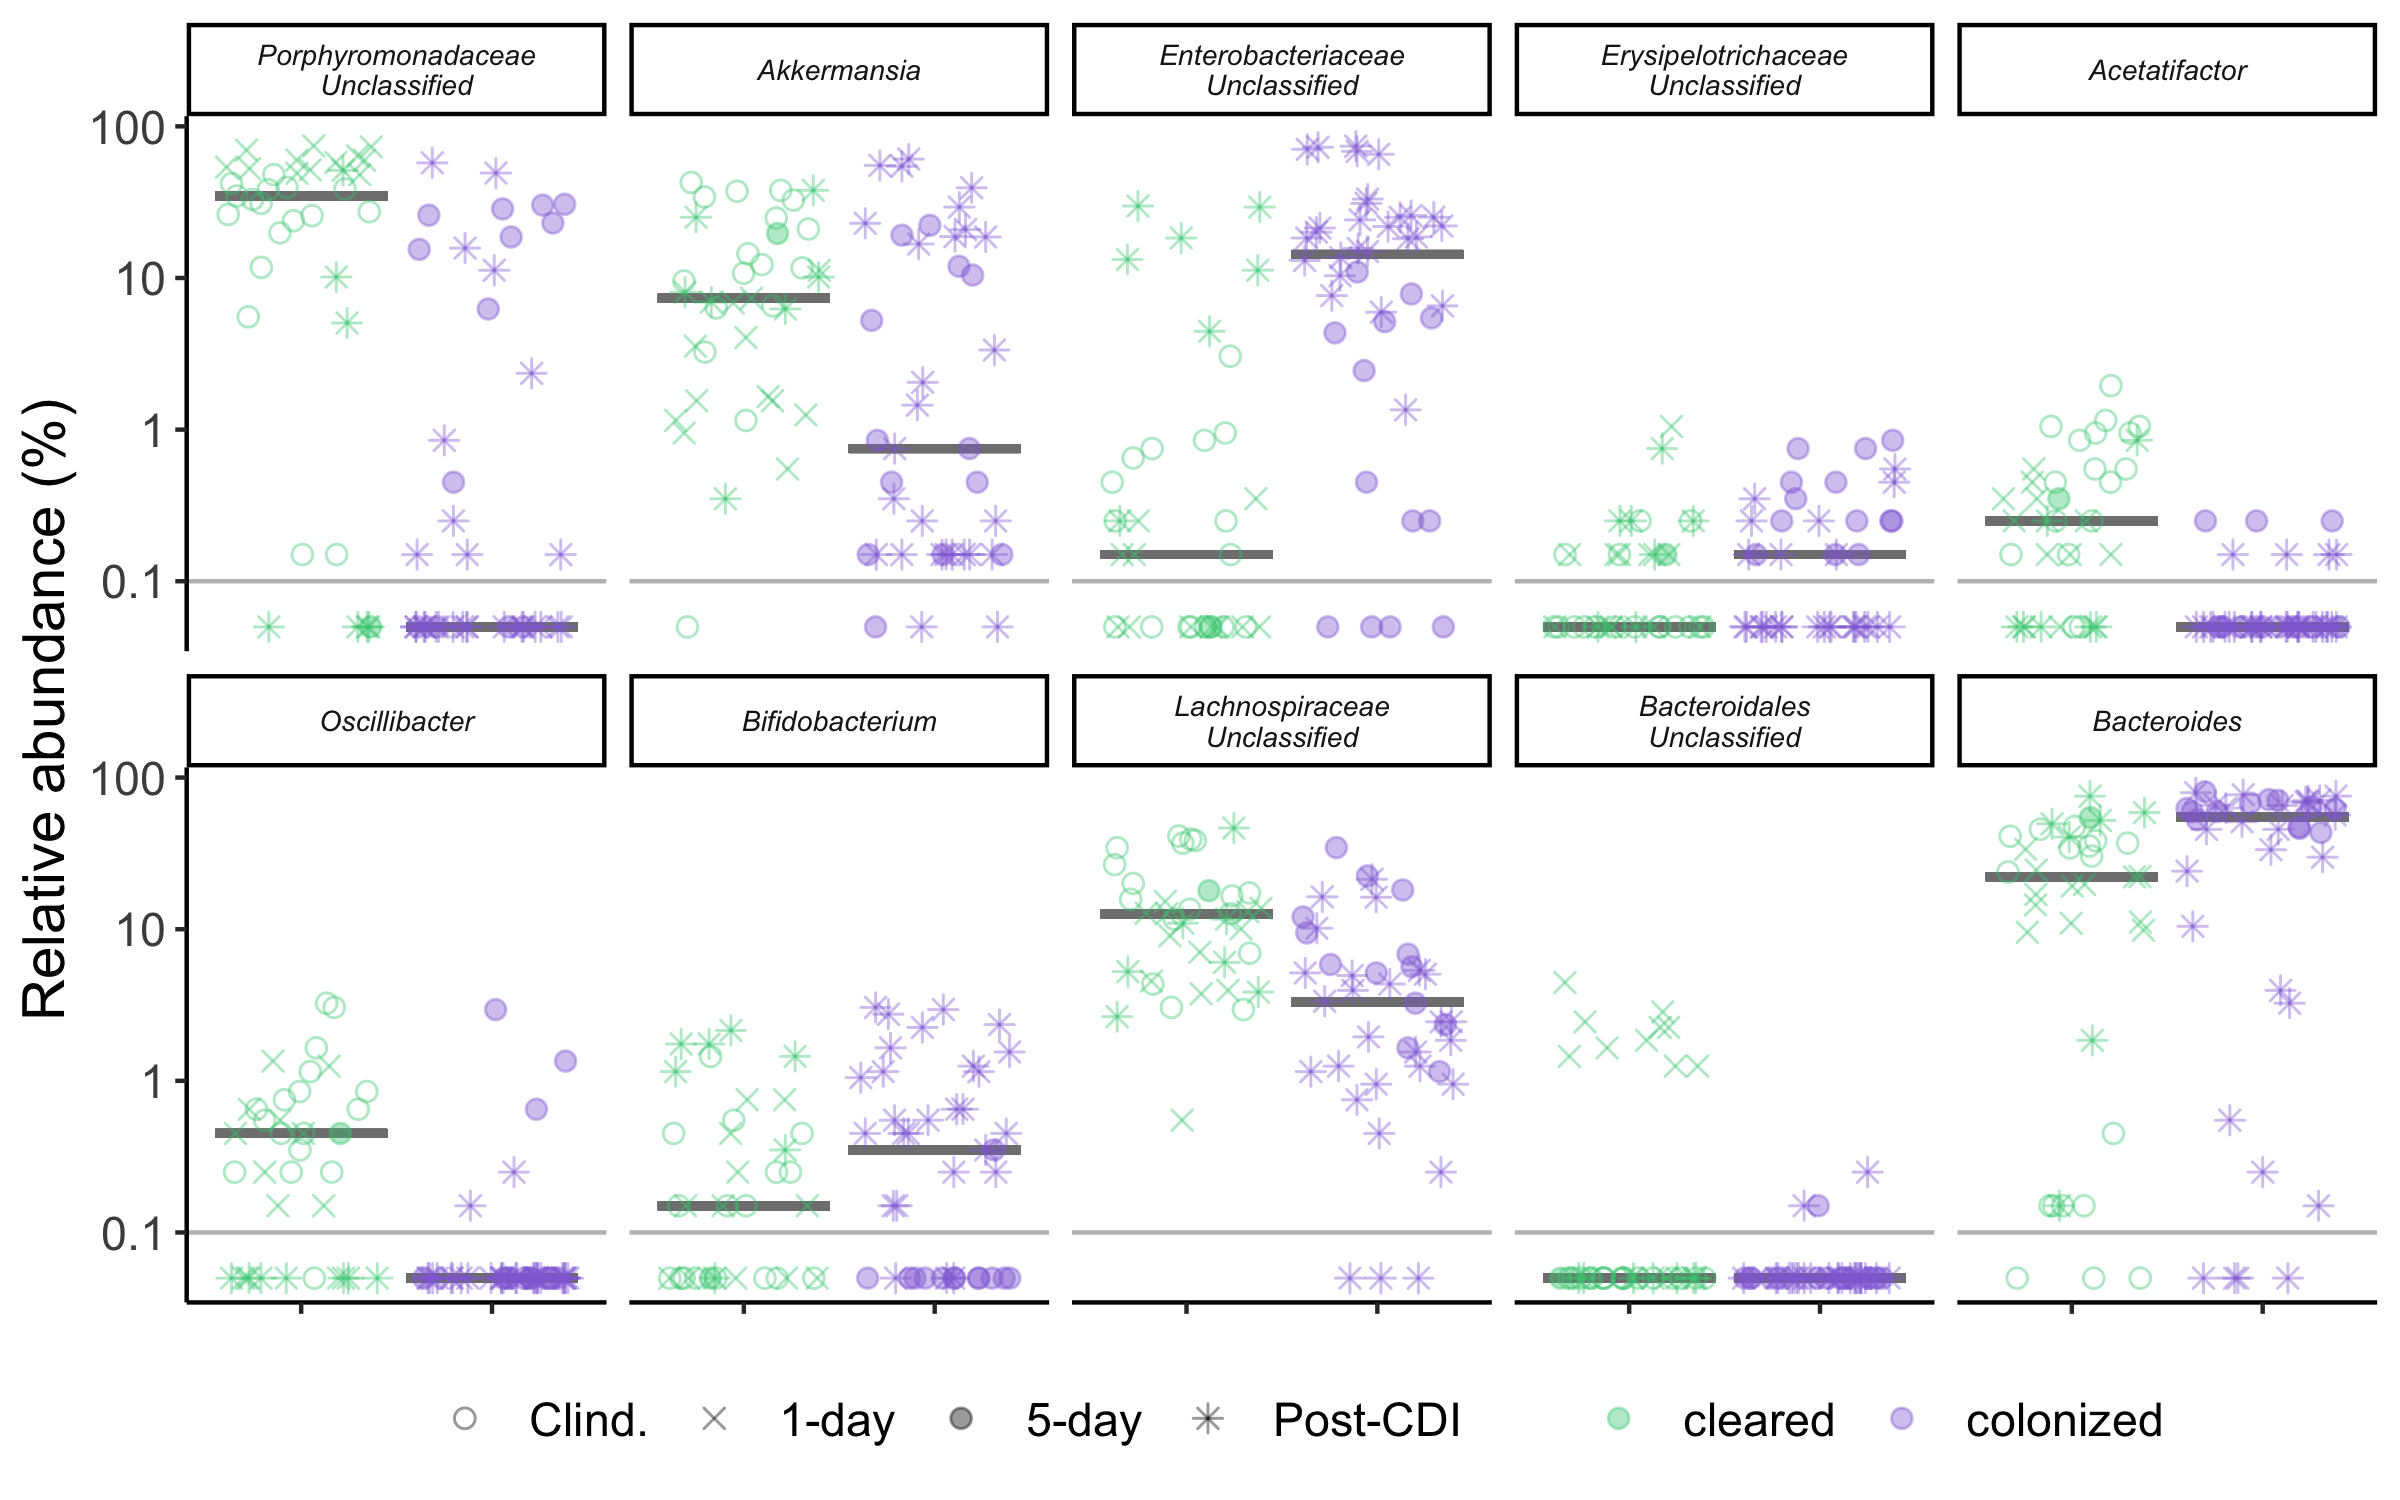 Porphyromonadaceae
Unclassified
Akkermansia
Enterobacteriaceae
Unclassified
Erysipelotrichaceae
Unclassified
Acetatifactor
100
10
1
0.1
Relative abundance (%)
Oscillibacter
Bifidobacterium
Lachnospiraceae
Unclassified
Bacteroidales
Unclassified
Bacteroides
100
10
1
0.1
Clind. 1-day 5-day Post-CDI cleared colonized